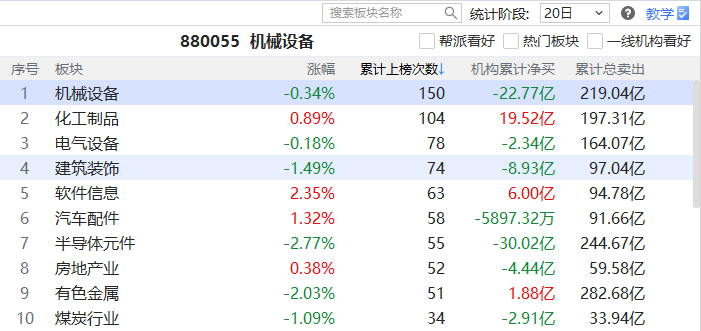 搜索板块名称 统计阶段: 20日 教学
880055 机械设备 帮派看好 热门板块 一线机构看好
序号 板块 涨幅 累计上榜次数↓ 机构累计净买 累计总卖出
1 机械设备 -0.34% 150 -22.77亿 219.04亿
2 化工制品 0.89% 104 19.52亿 197.31亿
3 电气设备 -0.18% 78 -2.34亿 164.07亿
4 建筑装饰 -1.49% 74 -8.93亿 97.04亿
5 软件信息 2.35% 63 6.00亿 94.78亿
6 汽车配件 1.32% 58 -5897.32万 91.66亿
7 半导体元件 -2.77% 55 -30.02亿 244.67亿
8 房地产业 0.38% 52 -4.44亿 59.58亿
9 有色金属 -2.03% 51 1.88亿 282.68亿
10 煤炭行业 -1.09% 34 -2.91亿 33.94亿